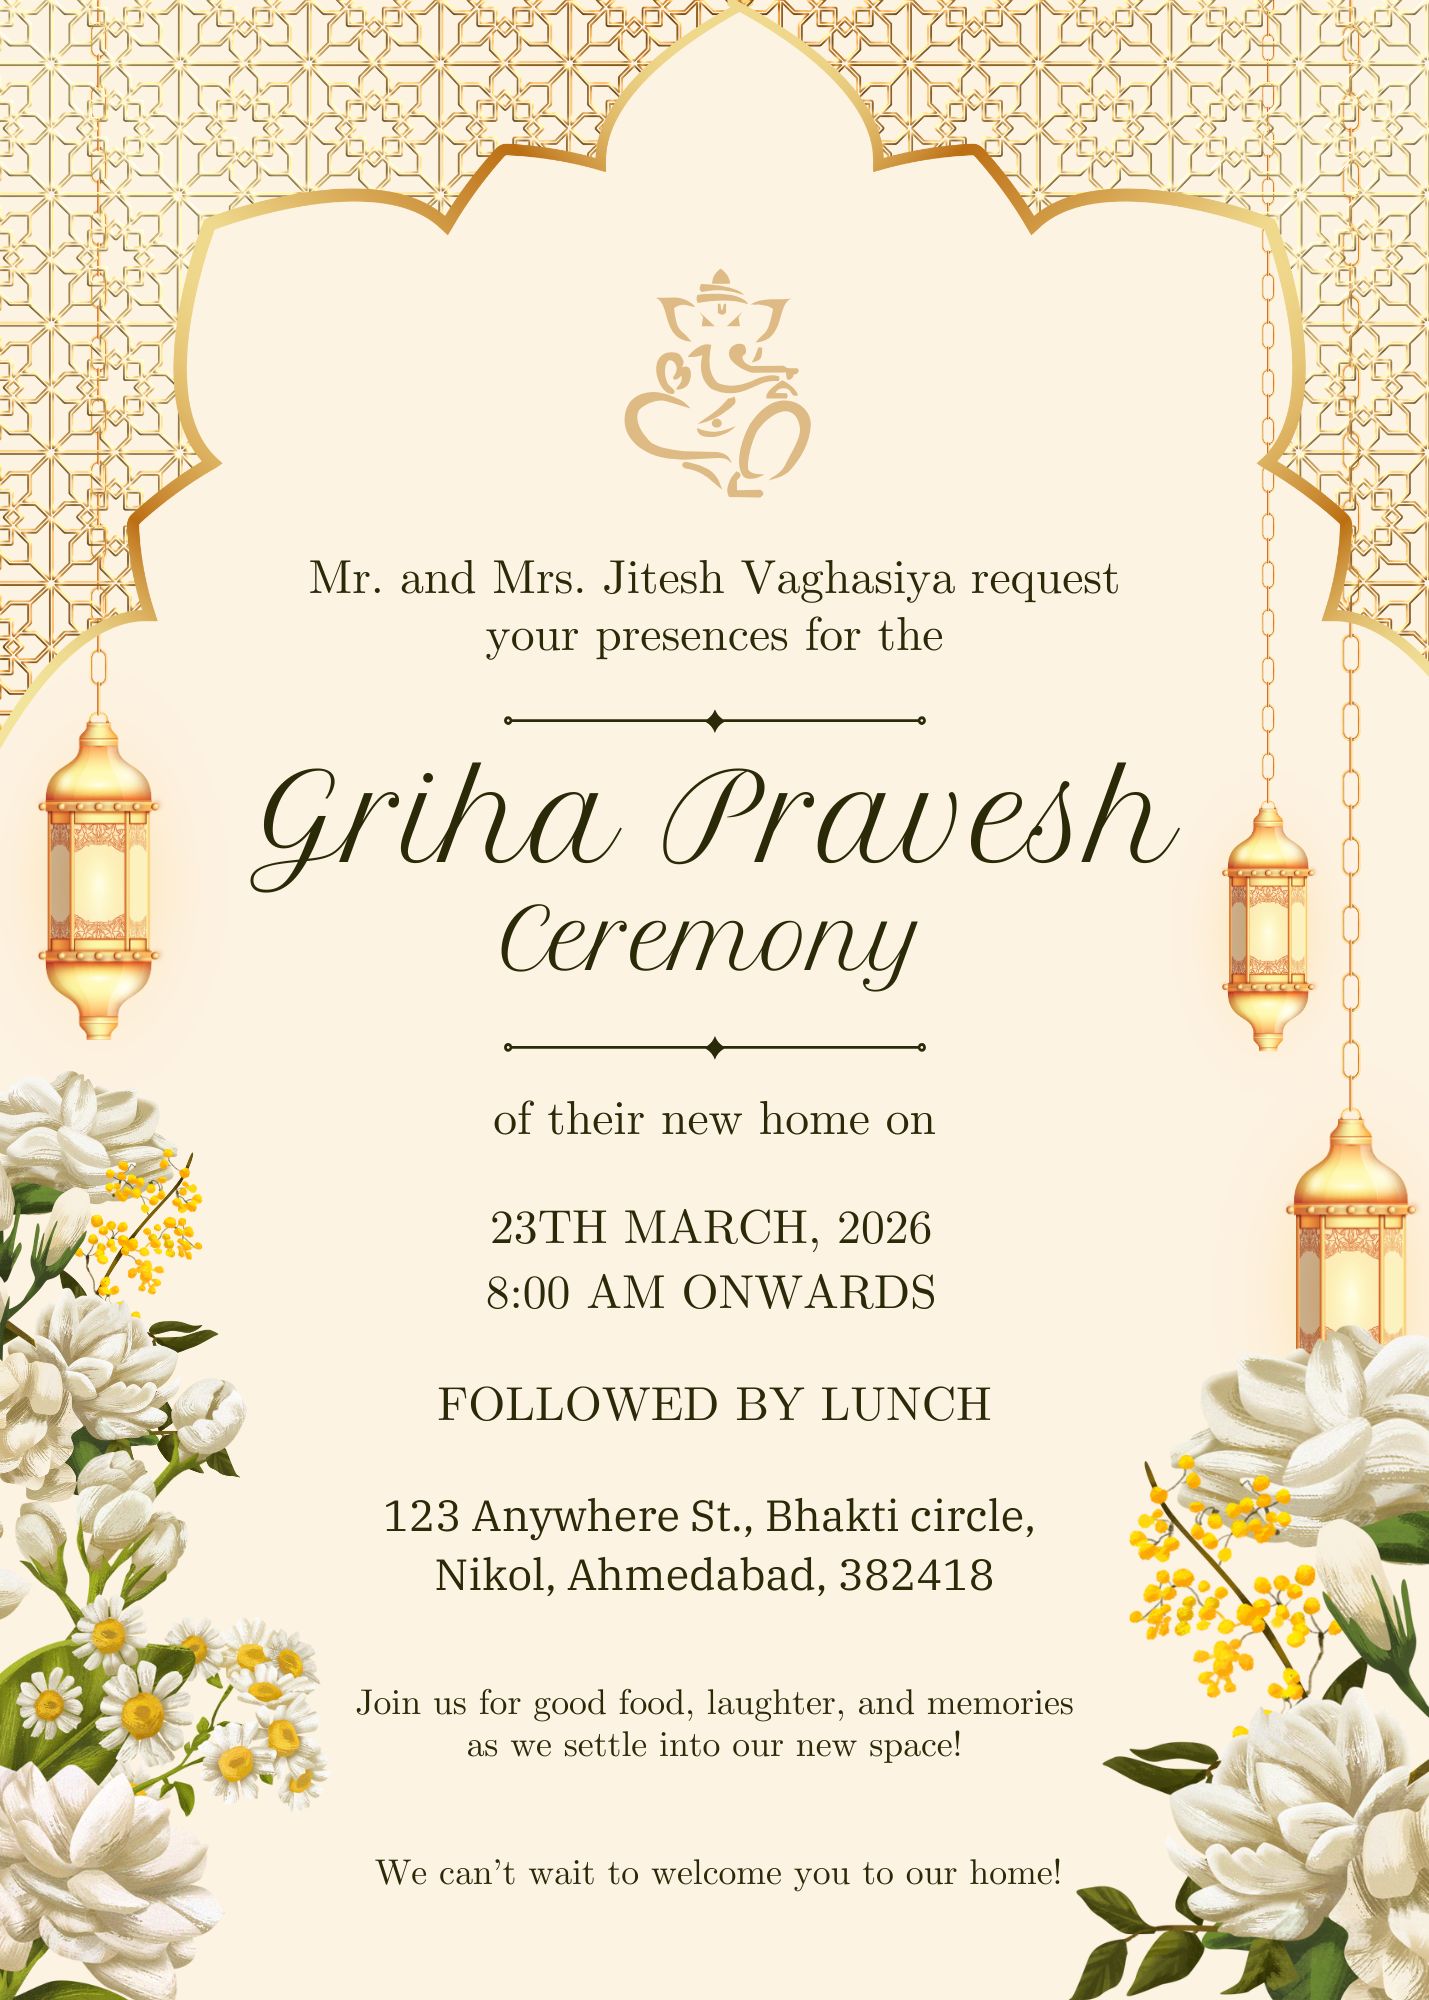 Mr. and Mrs. Jitesh Vaghasiya request
your presences for the
Griha Pravesh
Ceremony
of their new home on
23TH MARCH, 2026
8:00 AM ONWARDS
FOLLOWED BY LUNCH
123 Anywhere St., Bhakti circle,
Nikol, Ahmedabad, 382418
Join us for good food, laughter, and memories
as we settle into our new space!
We can't wait to welcome you to our home!